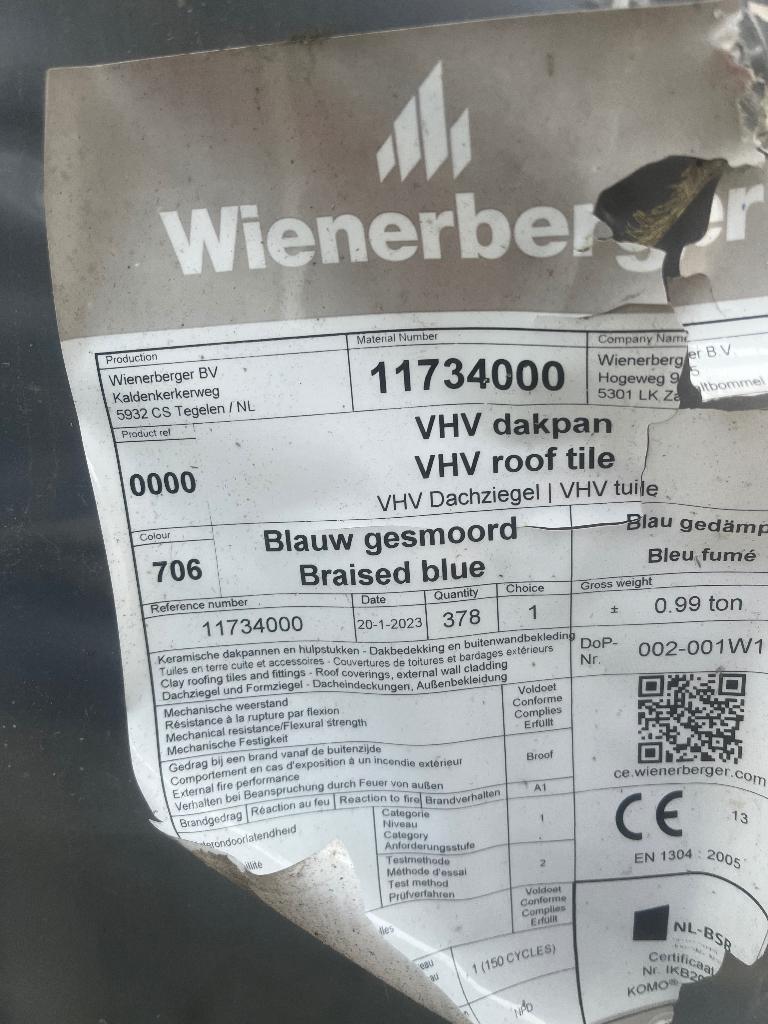 Wienerberger
Production
Wienerberger BV
Kaldenkerkerweg
5932 CS Tegelen / NL
Material Number
11734000
Company Name
Wienerberger B.V.
Hogeweg 95
5301 LK Zaltbommel
Product ref
0000
VHV dakpan
VHV roof tile
VHV Dachziegel | VHV tuile
Colour
706
Blauw gesmoord
Braised blue
Blau gedämp
Bleu fumé
Reference number
11734000
Date
20-1-2023
Quantity
378
Choice
1
Gross weight
± 0.99 ton
Keramische dakpannen en hulpstukken - Dakbedekking en buitenwandbekleding
Tuiles en terre cuite et accessoires - Couvertures de toitures et bardages extérieurs
Clay roofing tiles and fittings - Roof coverings, external wall cladding
Dachziegel und Formziegel - Dacheindeckungen, Außenbekleidung
DoP-Nr.
002-001W1
Mechanische weerstand
Résistance à la rupture par flexion
Mechanical resistance/Flexural strength
Mechanische Festigkeit
Voldoet
Conforme
Complies
Erfüllt
Gedrag bij een brand vanaf de buitenzijde
Comportement en cas d'exposition à un incendie extérieur
External fire performance
Verhalten bei Beanspruchung durch Feuer von außen
Broof
Brandgedrag | Réaction au feu | Reaction to fire | Brandverhalten
A1
ce.wienerberger.com
CE
13
EN 1304 : 2005
terondoorlatendheid
Categorie
Niveau
Category
Anforderungsstufe
1
Testmethode
Méthode d'essai
Test method
Prüfverfahren
2
Voldoet
Conforme
Complies
Erfüllt
1 (150 CYCLES)
NPD
NL-BSB
Certificaat
Nr. IKB20
KOMO®